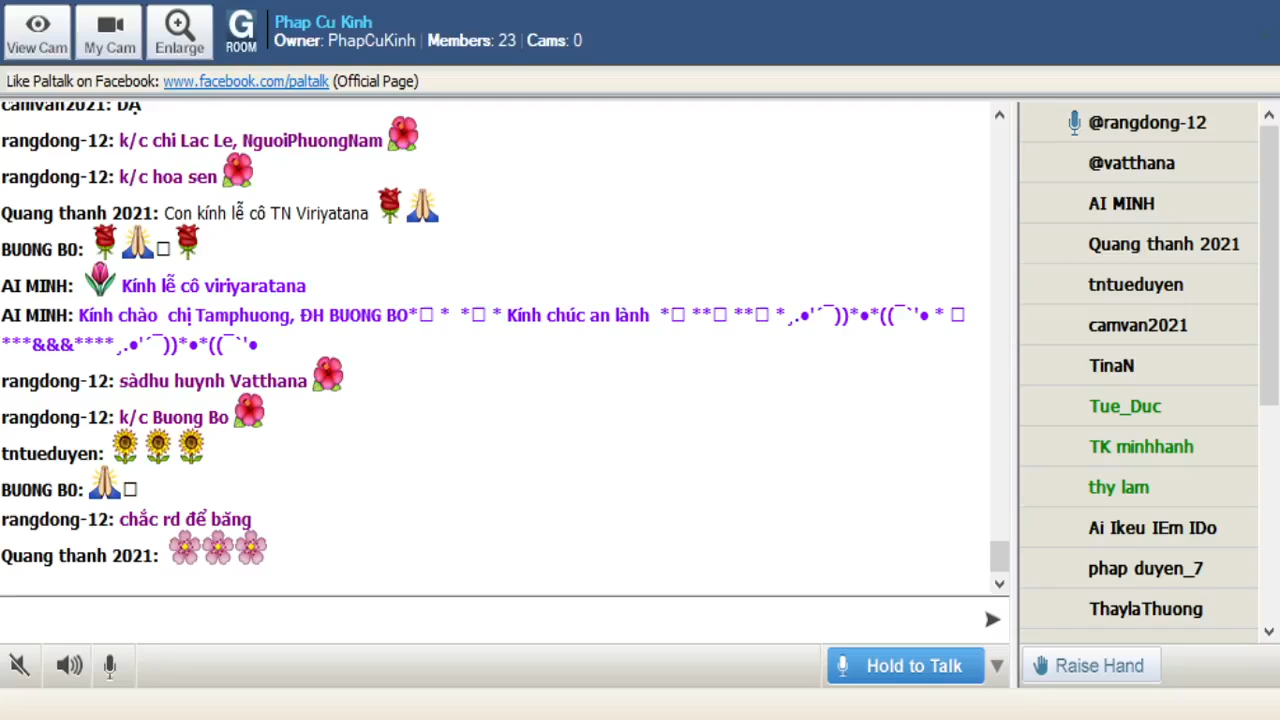 View Cam
My Cam
Enlarge
G
ROOM
Phap Cu Kinh
Owner: PhapCuKinh | Members: 23 | Cams: 0
Like Paltalk on Facebook: www.facebook.com/paltalk (Official Page)
camvan2021: DẠ
rangdong-12: k/c chi Lac Le, NguoiPhuongNam
rangdong-12: k/c hoa sen
Quang thanh 2021: Con kính lễ cô TN Viriyatana
BUONG BO:
AI MINH: Kính lễ cô viriyaratana
AI MINH: Kính chào chị Tamphuong, ĐH BUONG BO*□ * *□ * Kính chúc an lành *□ **□ **□ *¸.●'´¯))*●*((¯`'● * □
***&&&****¸.●'´¯))*●*((¯`'●
rangdong-12: sàdhu huynh Vatthana
rangdong-12: k/c Buong Bo
tntueduyen:
BUONG BO:
rangdong-12: chắc rd để băng
Quang thanh 2021:
@rangdong-12
@vatthana
AI MINH
Quang thanh 2021
tntueduyen
camvan2021
TinaN
Tue_Duc
TK minhhanh
thy lam
Ai Ikeu IEm IDo
phap duyen_7
ThaylaThuong
Hold to Talk
Raise Hand